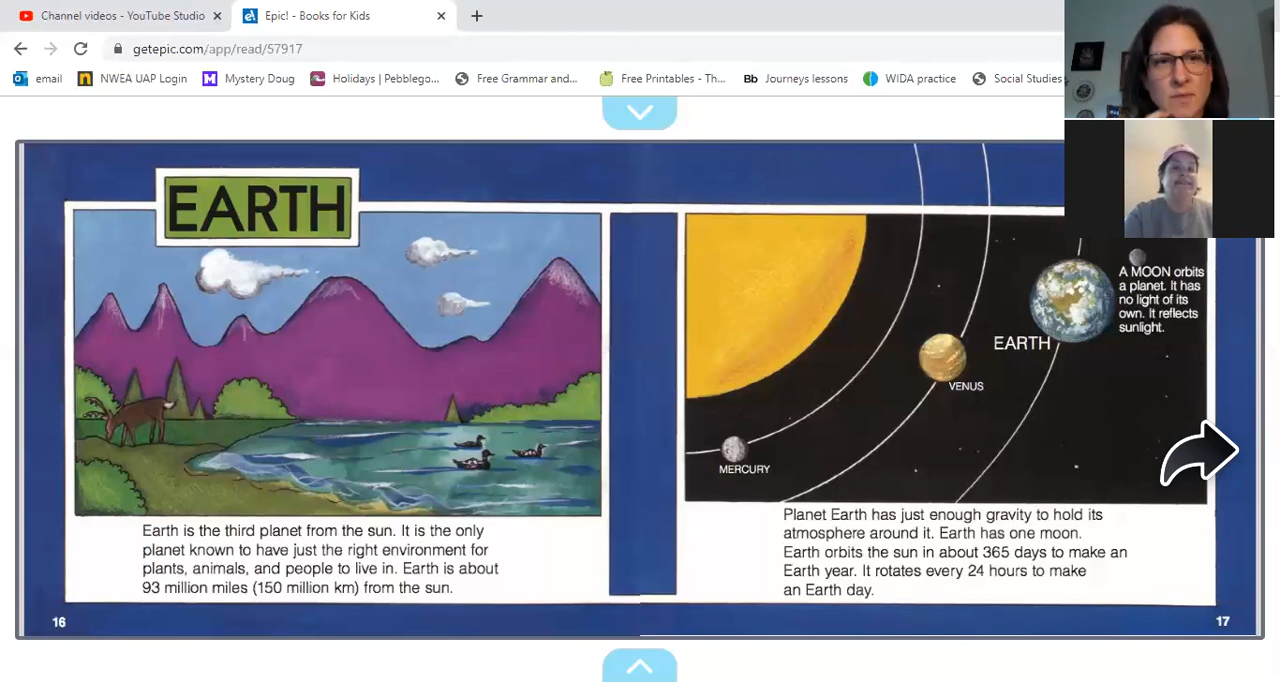 Channel videos - YouTube Studio
Epic! - Books for Kids
getepic.com/app/read/57917
email
NWEA UAP Login
Mystery Doug
Holidays | Pebblego...
Free Grammar and...
Free Printables - Th...
Bb Journeys lessons
WIDA practice
Social Studies
EARTH
Earth is the third planet from the sun. It is the only
planet known to have just the right environment for
plants, animals, and people to live in. Earth is about
93 million miles (150 million km) from the sun.
16
A MOON orbits
a planet. It has
no light of its
own. It reflects
sunlight.
EARTH
VENUS
MERCURY
Planet Earth has just enough gravity to hold its
atmosphere around it. Earth has one moon.
Earth orbits the sun in about 365 days to make an
Earth year. It rotates every 24 hours to make
an Earth day.
17